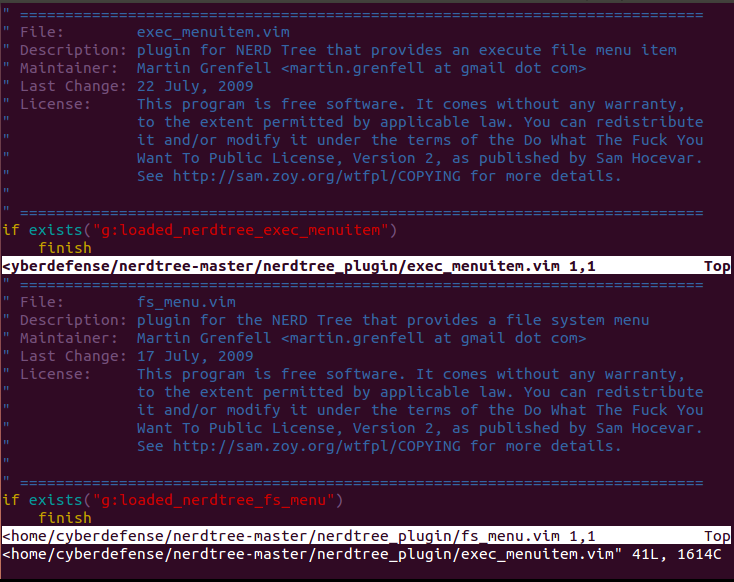 " ============================================================================
" File:        exec_menuitem.vim
" Description: plugin for NERD Tree that provides an execute file menu item
" Maintainer:  Martin Grenfell <martin.grenfell at gmail dot com>
" Last Change: 22 July, 2009
" License:     This program is free software. It comes without any warranty,
"              to the extent permitted by applicable law. You can redistribute
"              it and/or modify it under the terms of the Do What The Fuck You
"              Want To Public License, Version 2, as published by Sam Hocevar.
"              See http://sam.zoy.org/wtfpl/COPYING for more details.
"
" ============================================================================
if exists("g:loaded_nerdtree_exec_menuitem")
    finish
<yberdefense/nerdtree-master/nerdtree_plugin/exec_menuitem.vim 1,1            Top
" ============================================================================
" File:        fs_menu.vim
" Description: plugin for the NERD Tree that provides a file system menu
" Maintainer:  Martin Grenfell <martin.grenfell at gmail dot com>
" Last Change: 17 July, 2009
" License:     This program is free software. It comes without any warranty,
"              to the extent permitted by applicable law. You can redistribute
"              it and/or modify it under the terms of the Do What The Fuck You
"              Want To Public License, Version 2, as published by Sam Hocevar.
"              See http://sam.zoy.org/wtfpl/COPYING for more details.
"
" ============================================================================
if exists("g:loaded_nerdtree_fs_menu")
    finish
<home/cyberdefense/nerdtree-master/nerdtree_plugin/fs_menu.vim 1,1            Top
<home/cyberdefense/nerdtree-master/nerdtree_plugin/exec_menuitem.vim" 41L, 1614C